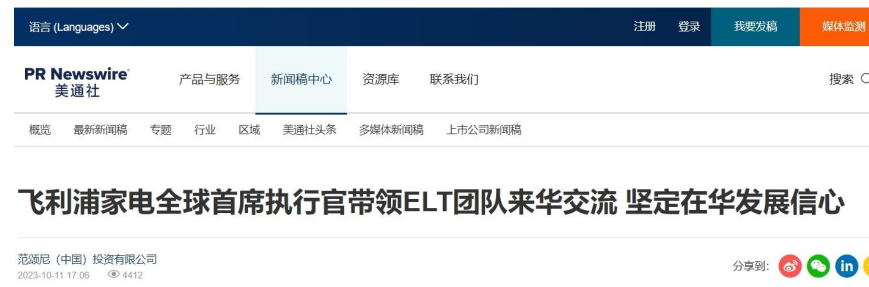 语言 (Languages) 注册 登录 我要发稿 媒体监测
PR Newswire 产品与服务 新闻稿中心 资源库 联系我们 搜索
美通社
概览 最新新闻稿 专题 行业 区域 美通社头条 多媒体新闻稿 上市公司新闻稿
飞利浦家电全球首席执行官带领ELT团队来华交流 坚定在华发展信心
范颂尼（中国）投资有限公司
2023-10-11 17:06 4412
分享到: in